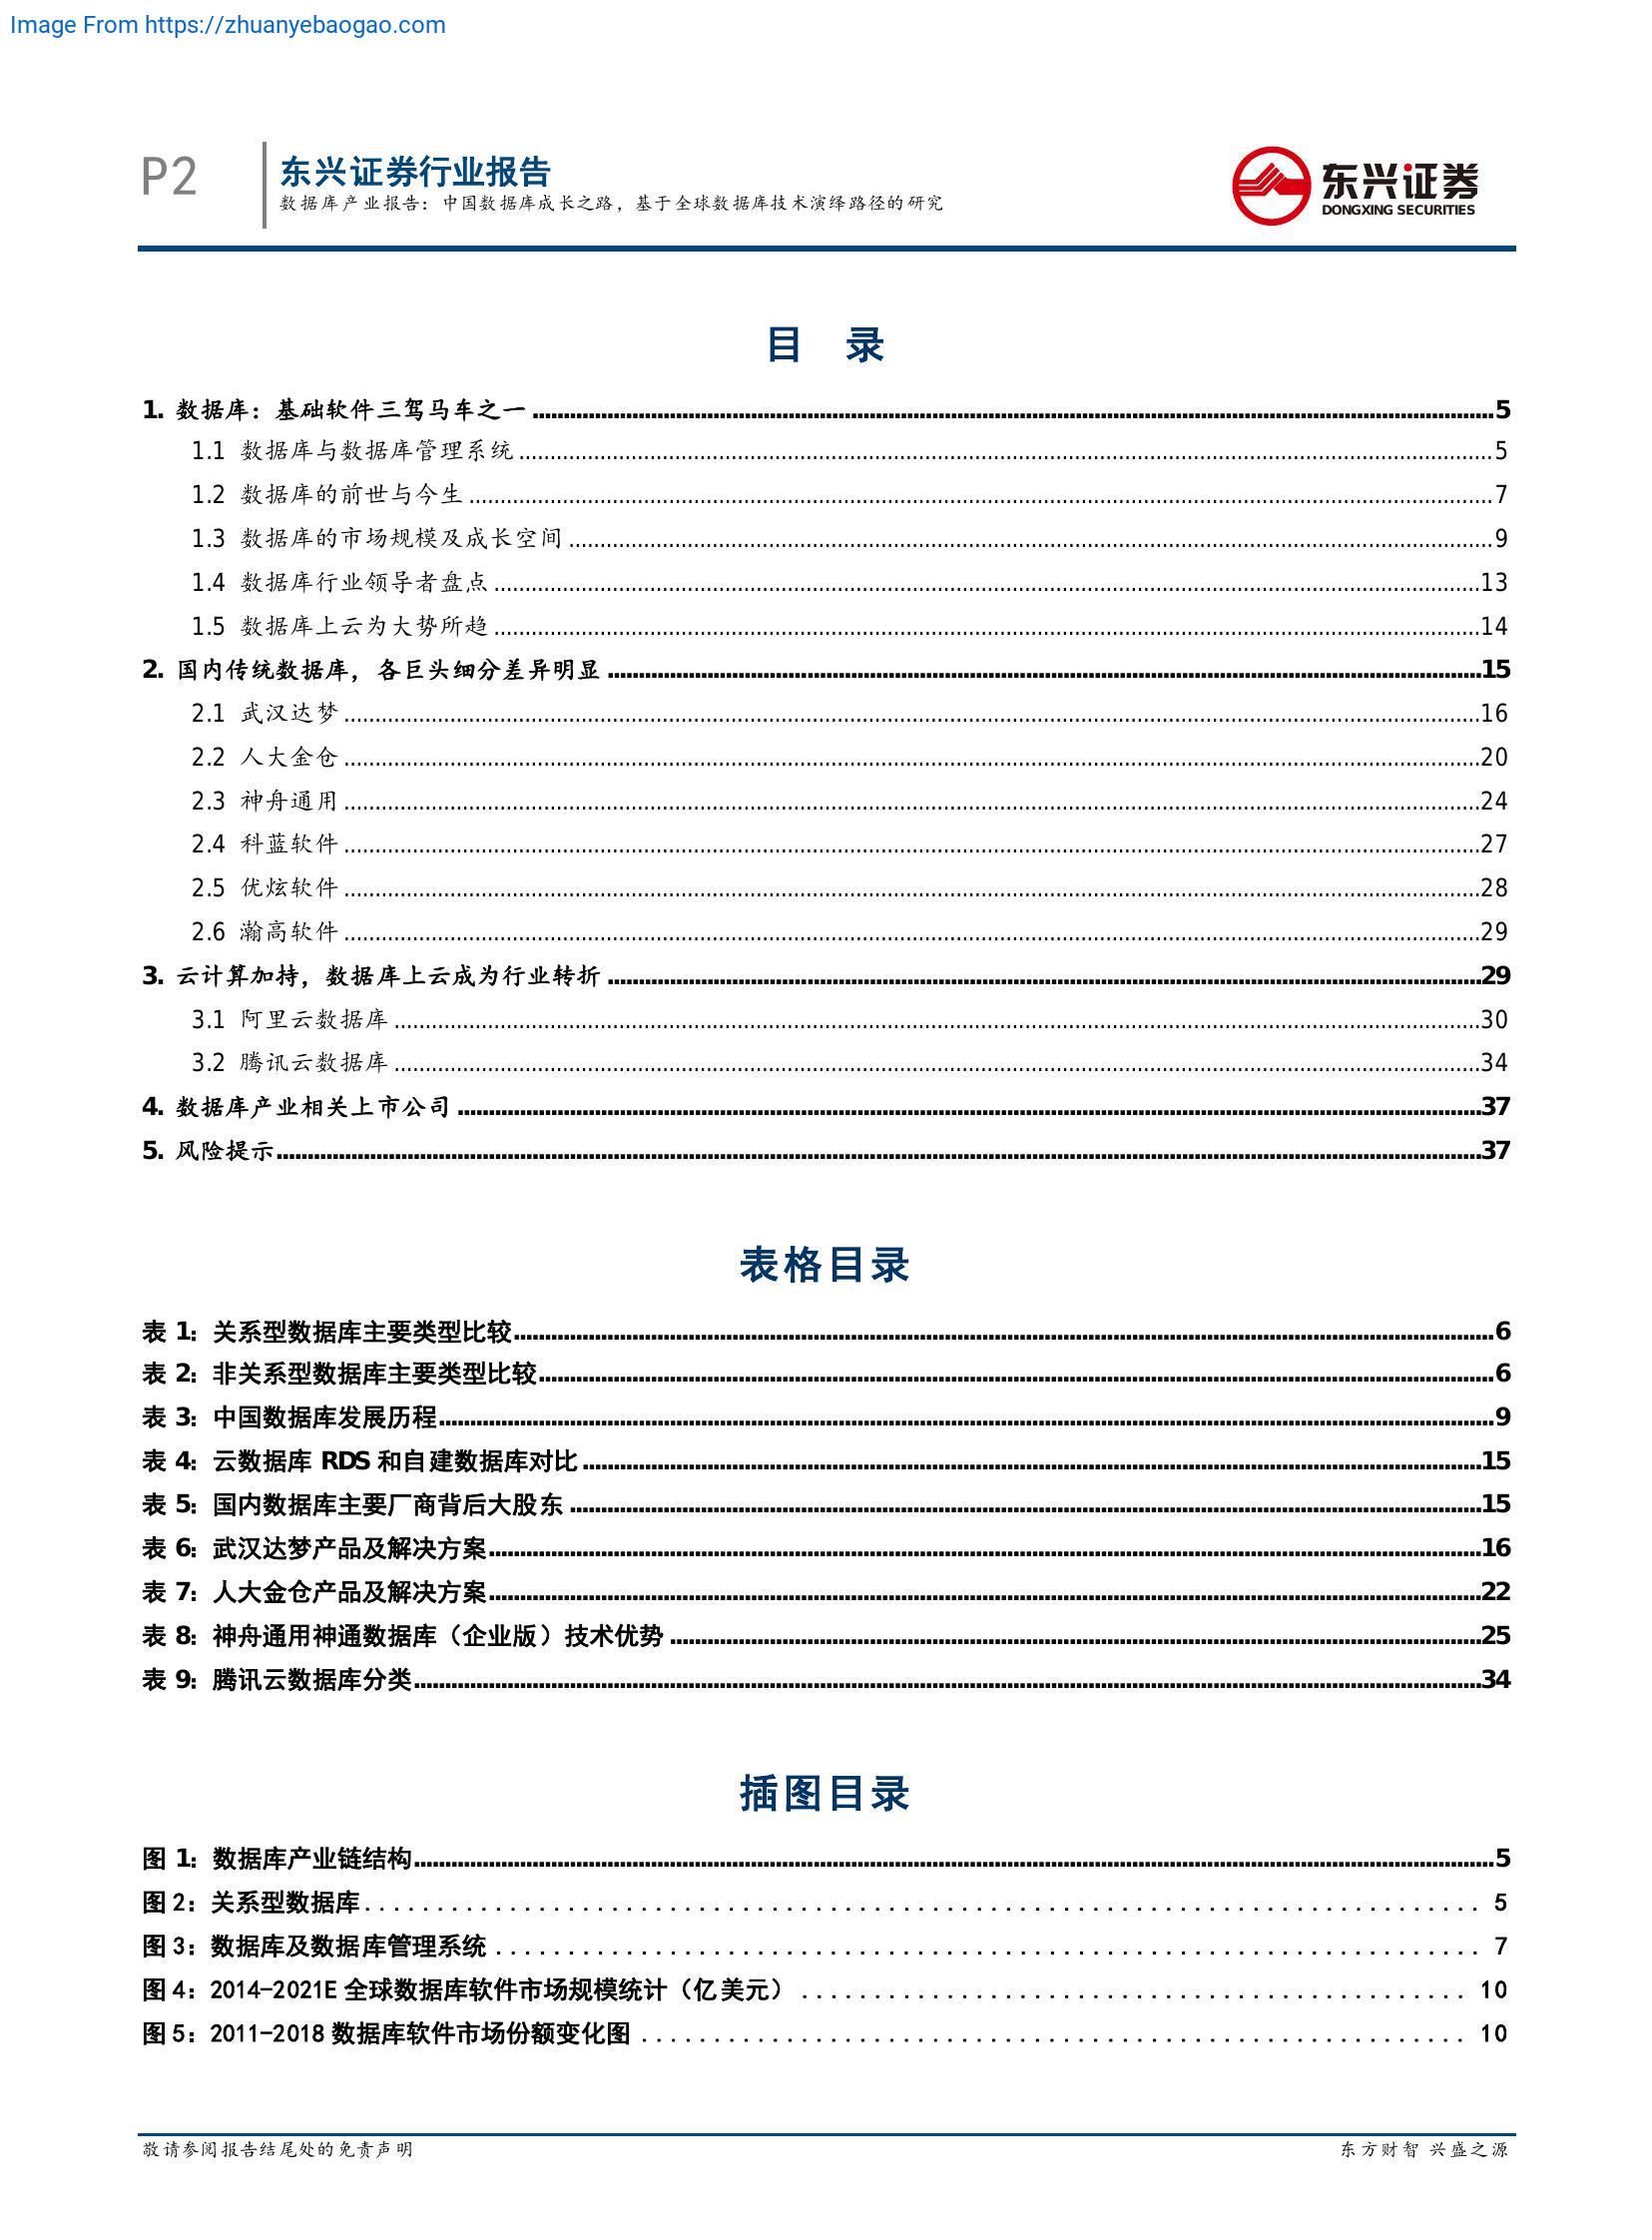 Image From https://zhuanyebaogao.com
P2
东兴证券行业报告
数据库产业报告：中国数据库成长之路，基于全球数据库技术演绎路径的研究
东兴证券
DONGXING SECURITIES
目 录
1. 数据库：基础软件三驾马车之一 5
1.1 数据库与数据库管理系统 5
1.2 数据库的前世与今生 7
1.3 数据库的市场规模及成长空间 9
1.4 数据库行业领导者盘点 13
1.5 数据库上云为大势所趋 14
2. 国内传统数据库，各巨头细分差异明显 15
2.1 武汉达梦 16
2.2 人大金仓 20
2.3 神舟通用 24
2.4 科蓝软件 27
2.5 优炫软件 28
2.6 瀚高软件 29
3. 云计算加持，数据库上云成为行业转折 29
3.1 阿里云数据库 30
3.2 腾讯云数据库 34
4. 数据库产业相关上市公司 37
5. 风险提示 37
表格目录
表 1：关系型数据库主要类型比较 6
表 2：非关系型数据库主要类型比较 6
表 3：中国数据库发展历程 9
表 4：云数据库 RDS 和自建数据库对比 15
表 5：国内数据库主要厂商背后大股东 15
表 6：武汉达梦产品及解决方案 16
表 7：人大金仓产品及解决方案 22
表 8：神舟通用神通数据库（企业版）技术优势 25
表 9：腾讯云数据库分类 34
插图目录
图 1：数据库产业链结构 5
图 2：关系型数据库 5
图 3：数据库及数据库管理系统 7
图 4：2014-2021E 全球数据库软件市场规模统计（亿美元） 10
图 5：2011-2018 数据库软件市场份额变化图 10
敬请参阅报告结尾处的免责声明
东方财智 兴盛之源